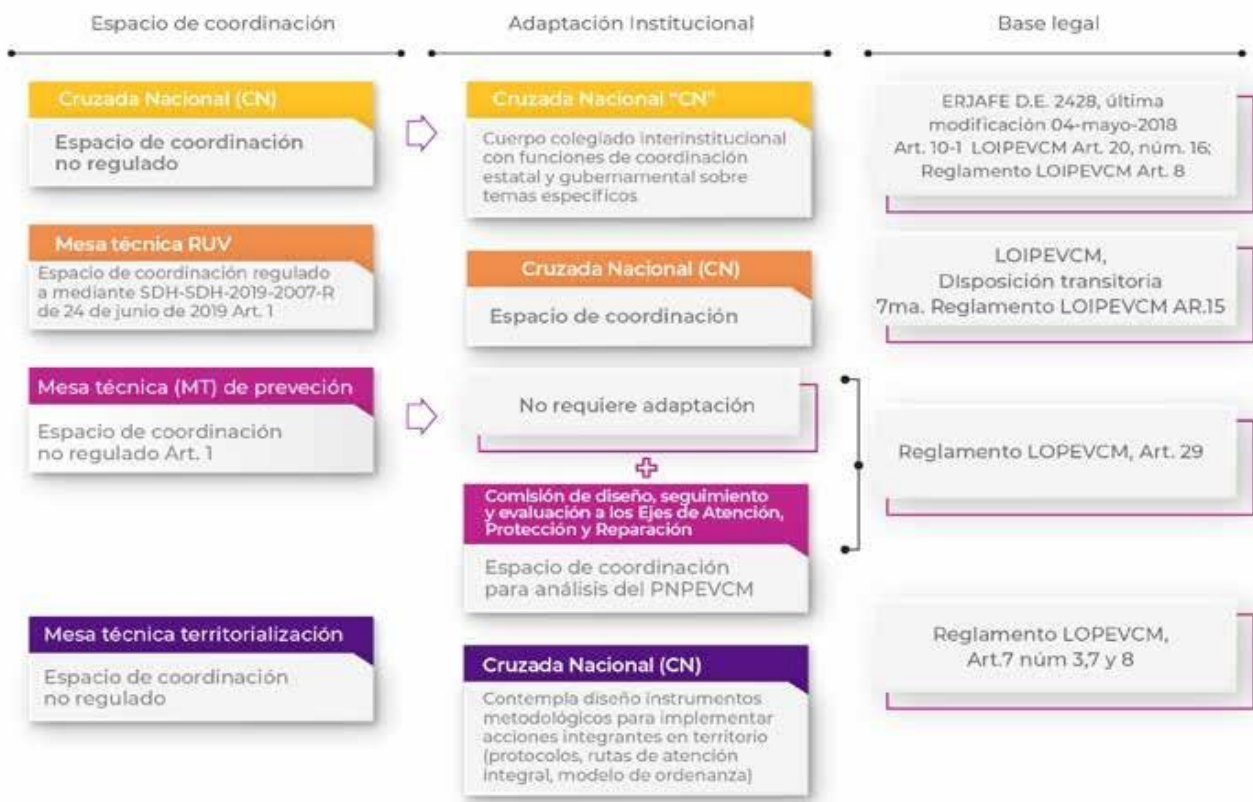 Espacio de coordinación
Adaptación Institucional
Base legal
Cruzada Nacional (CN)
Espacio de coordinación
no regulado
Cruzada Nacional "CN"
Cuerpo colegiado interinstitucional
con funciones de coordinación
estatal y gubernamental sobre
temas específicos
ERJAFE D.E. 2428, última
modificación 04-mayo-2018
Art. 10-1 LOIPEVCM Art. 20, núm. 16;
Reglamento LOIPEVCM Art. 8
Mesa técnica RUV
Espacio de coordinación regulado
a mediante SDH-SDH-2019-2007-R
de 24 de junio de 2019 Art. 1
Cruzada Nacional (CN)
Espacio de coordinación
LOIPEVCM,
DIsposición transitoria
7ma. Reglamento LOIPEVCM AR.15
Mesa técnica (MT) de preveción
Espacio de coordinación
no regulado Art. 1
No requiere adaptación
Comisión de diseño, seguimiento
y evaluación a los Ejes de Atención,
Protección y Reparación
Espacio de coordinación
para análisis del PNPEVCM
Reglamento LOPEVCM, Art. 29
Mesa técnica territorialización
Espacio de coordinación
no regulado
Cruzada Nacional (CN)
Contempla diseño instrumentos
metodológicos para implementar
acciones integrantes en territorio
(protocolos, rutas de atención
integral, modelo de ordenanza)
Reglamento LOPEVCM,
Art.7 núm 3,7 y 8